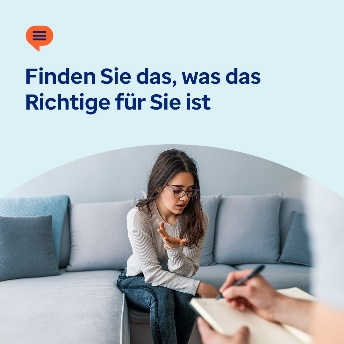 Finden Sie das, was das
Richtige für Sie ist